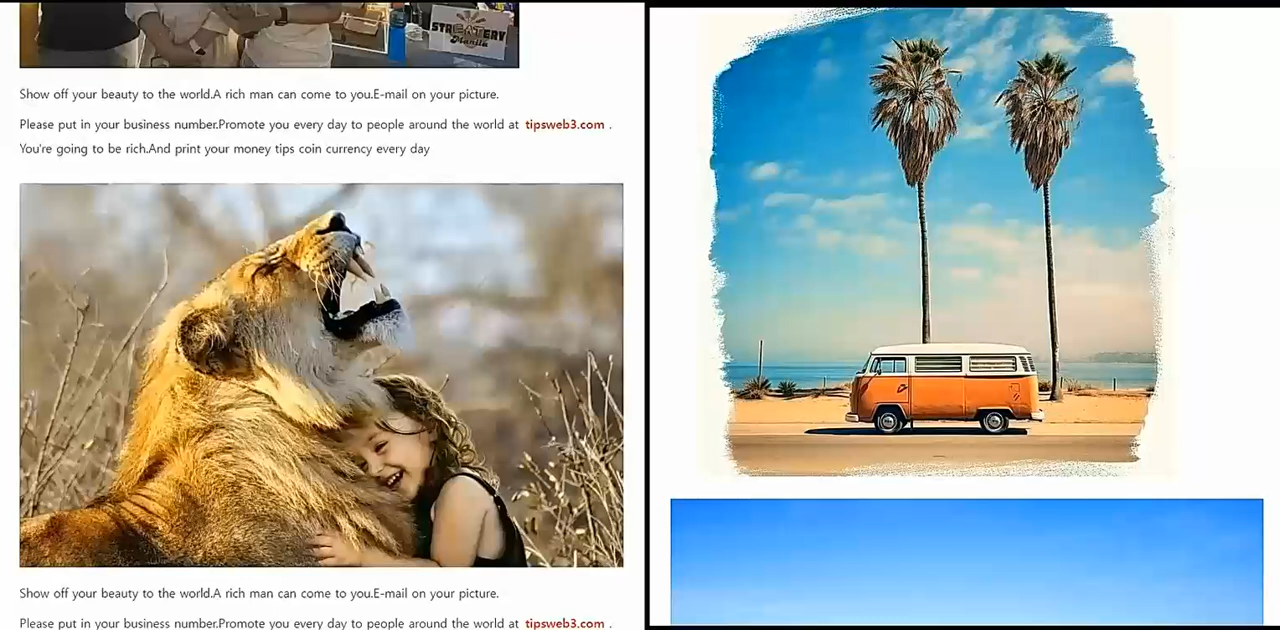 STREATERY
Manila
Show off your beauty to the world.A rich man can come to you.E-mail on your picture.
Please put in your business number.Promote you every day to people around the world at tipsweb3.com .
You're going to be rich.And print your money tips coin currency every day
Show off your beauty to the world.A rich man can come to you.E-mail on your picture.
Please put in your business number.Promote you every day to people around the world at tipsweb3.com .